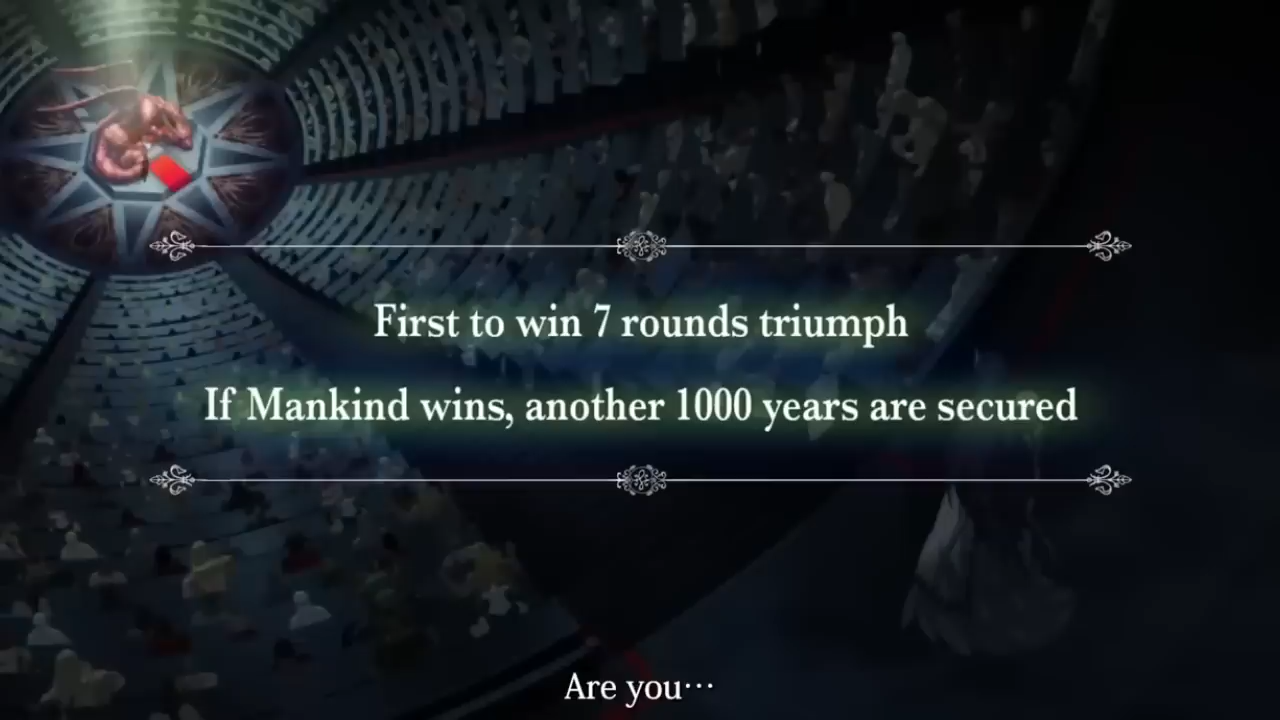 First to win 7 rounds triumph
If Mankind wins, another 1000 years are secured
Are you…